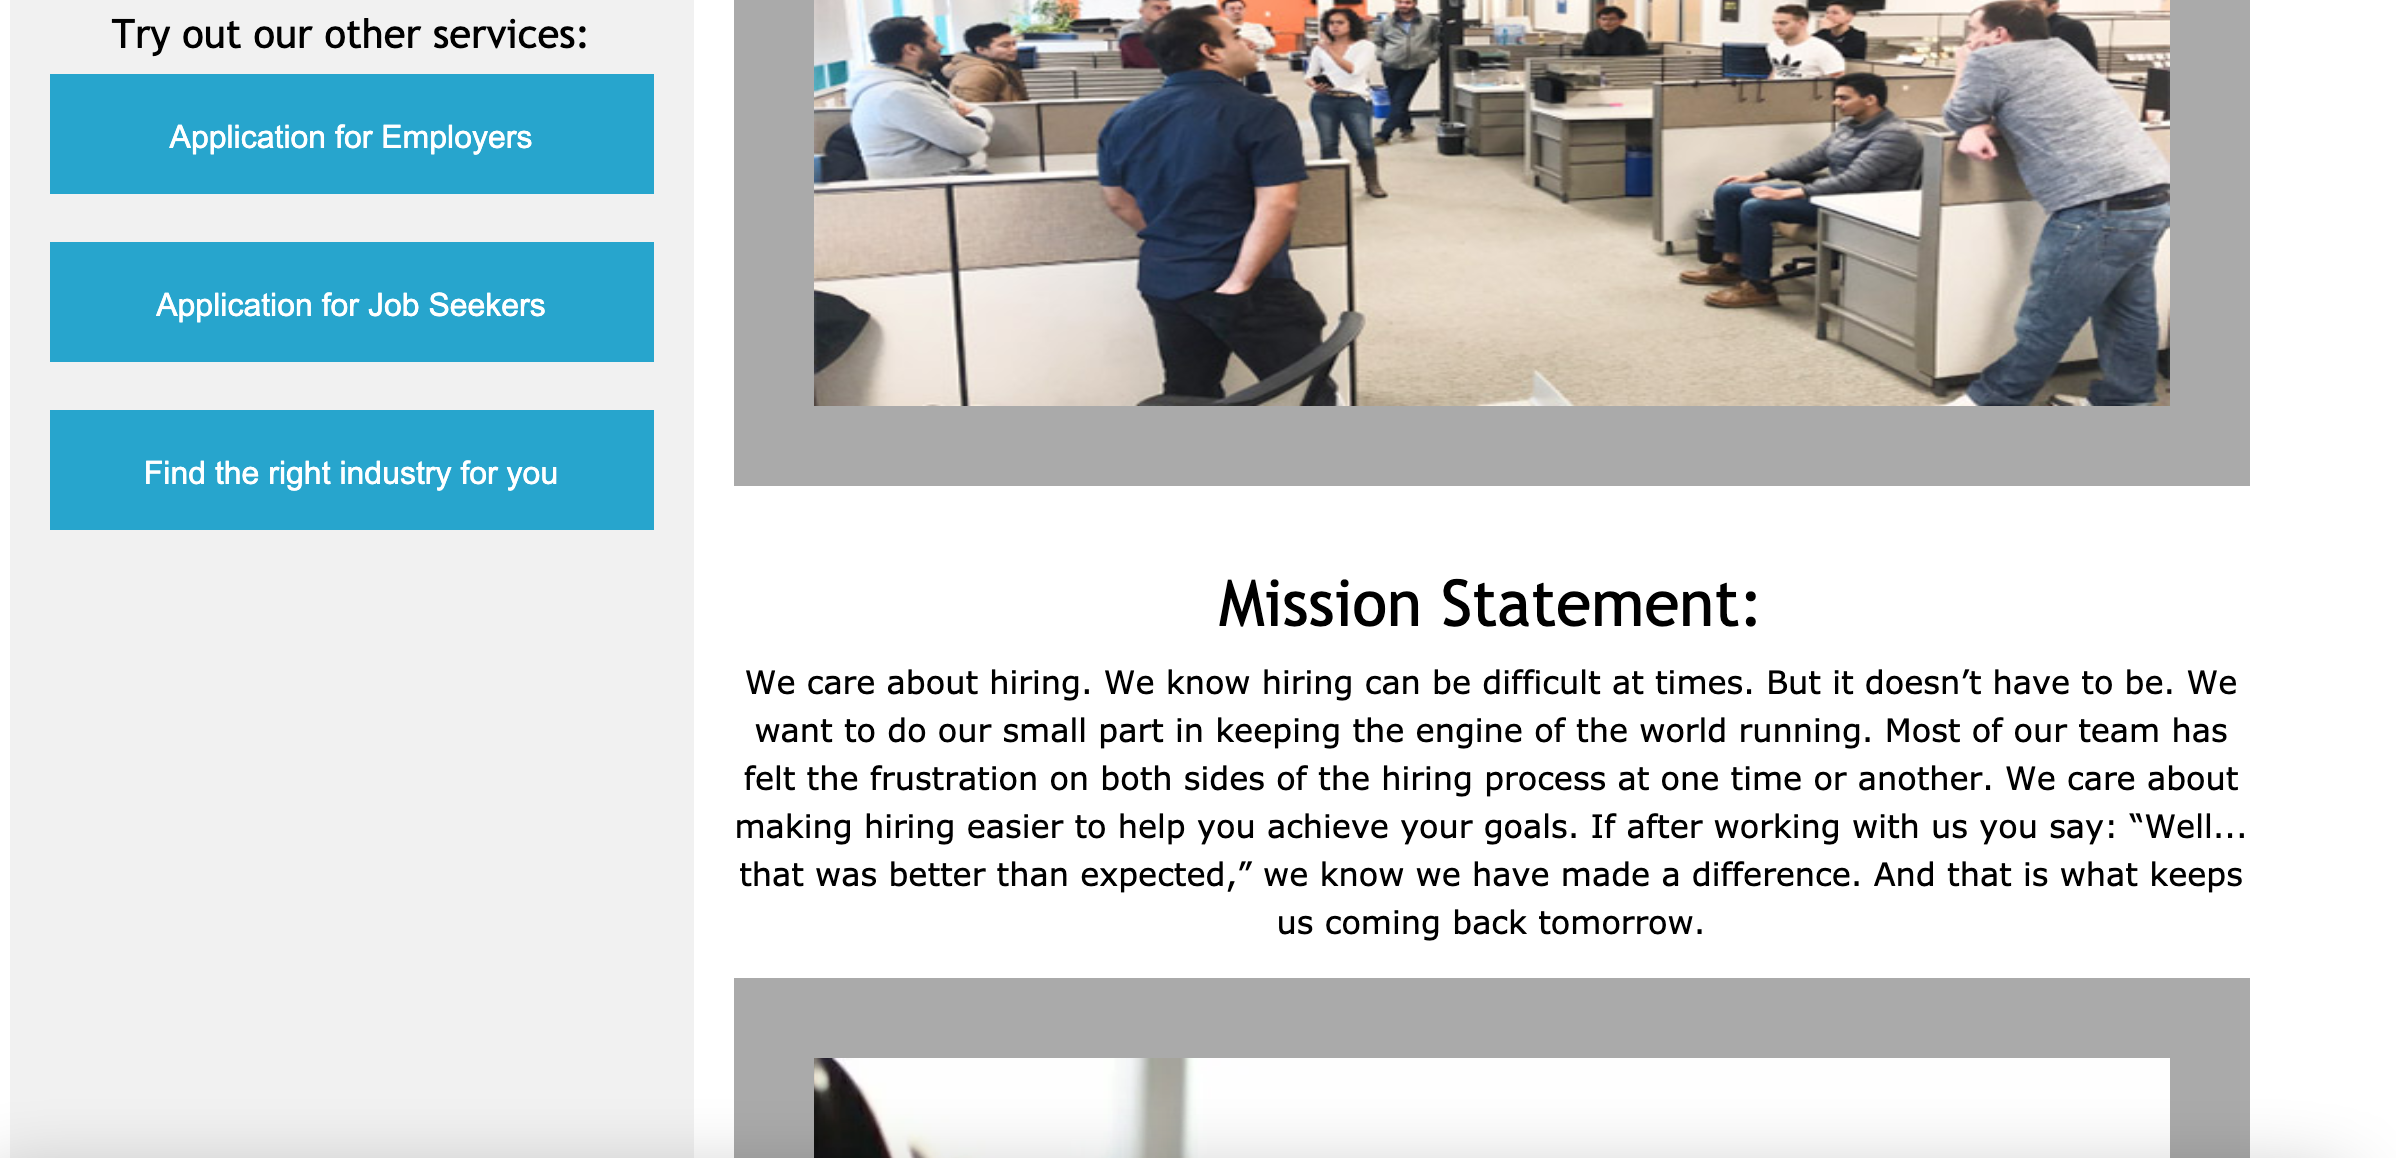 Try out our other services:
Application for Employers
Application for Job Seekers
Find the right industry for you
Mission Statement:
We care about hiring. We know hiring can be difficult at times. But it doesn’t have to be. We
want to do our small part in keeping the engine of the world running. Most of our team has
felt the frustration on both sides of the hiring process at one time or another. We care about
making hiring easier to help you achieve your goals. If after working with us you say: “Well...
that was better than expected,” we know we have made a difference. And that is what keeps
us coming back tomorrow.